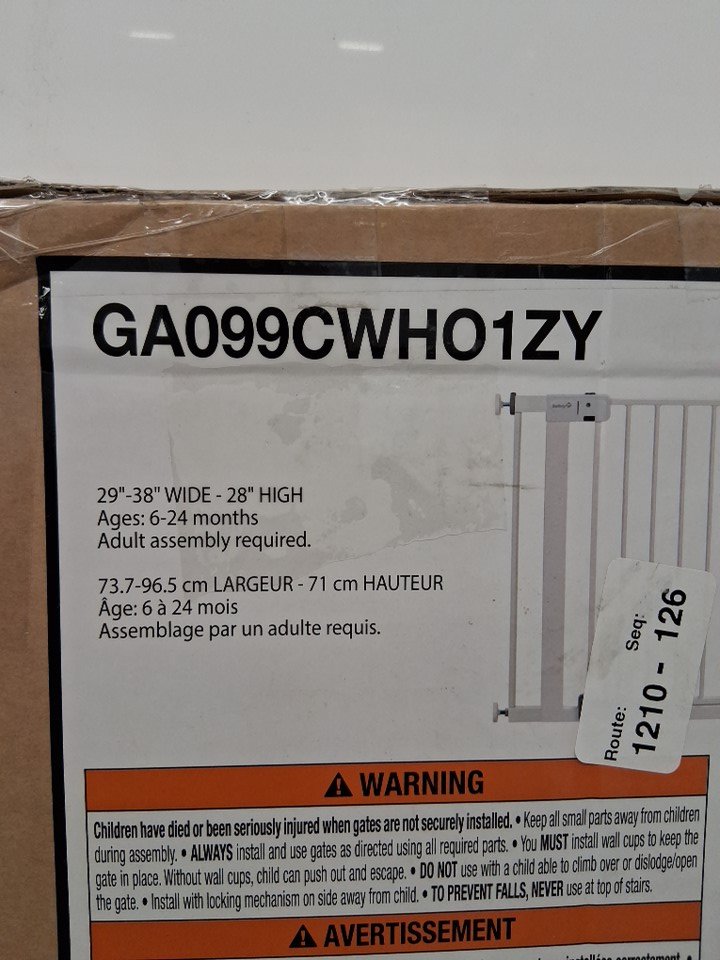 GA099CWHO1ZY
Safety 1st
29"-38" WIDE - 28" HIGH
Ages: 6-24 months
Adult assembly required.
73.7-96.5 cm LARGEUR - 71 cm HAUTEUR
Âge: 6 à 24 mois
Assemblage par un adulte requis.
Route: Seq:
1210 - 126
⚠ WARNING
Children have died or been seriously injured when gates are not securely installed. • Keep all small parts away from children
during assembly. • ALWAYS install and use gates as directed using all required parts. • You MUST install wall cups to keep the
gate in place. Without wall cups, child can push out and escape. • DO NOT use with a child able to climb over or dislodge/open
the gate. • Install with locking mechanism on side away from child. • TO PREVENT FALLS, NEVER use at top of stairs.
⚠ AVERTISSEMENT